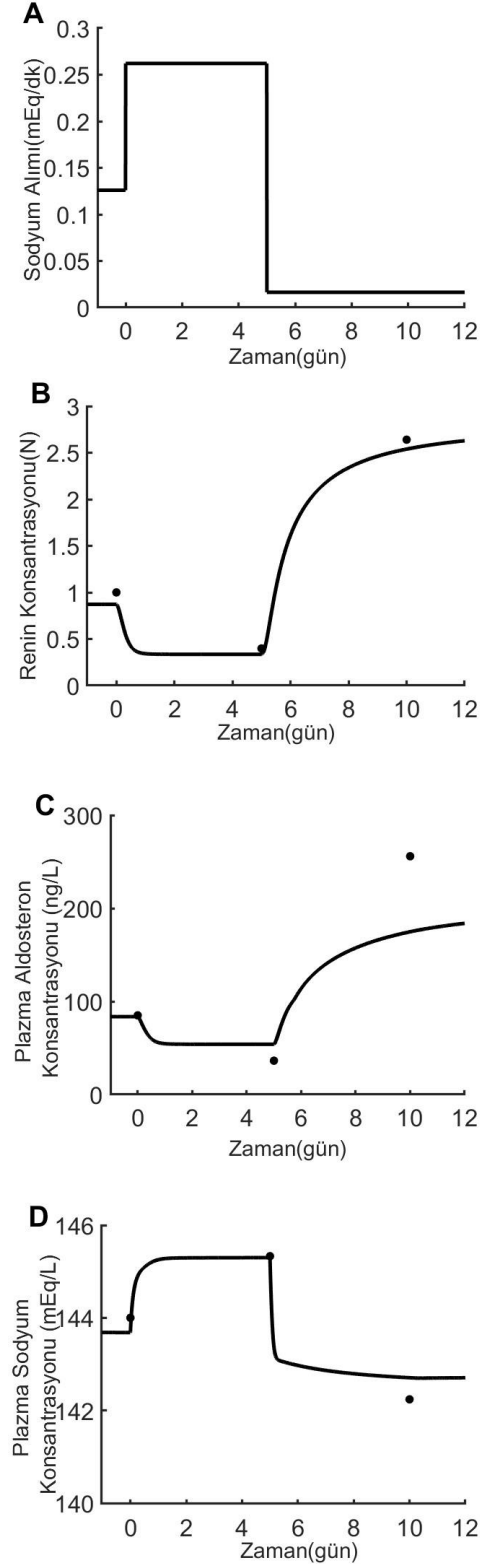 A
0.3
0.25
0.2
0.15
0.1
0.05
0
Sodyum Alımı(mEq/dk)
0 2 4 6 8 10 12
Zaman(gün)
B
3
2.5
2
1.5
1
0.5
0
Renin Konsantrasyonu(N)
0 2 4 6 8 10 12
Zaman(gün)
C
300
200
100
0
Plazma Aldosteron
Konsantrasyonu (ng/L)
0 2 4 6 8 10 12
Zaman(gün)
D
146
144
142
140
Plazma Sodyum
Konsantrasyonu (mEq/L)
0 2 4 6 8 10 12
Zaman(gün)